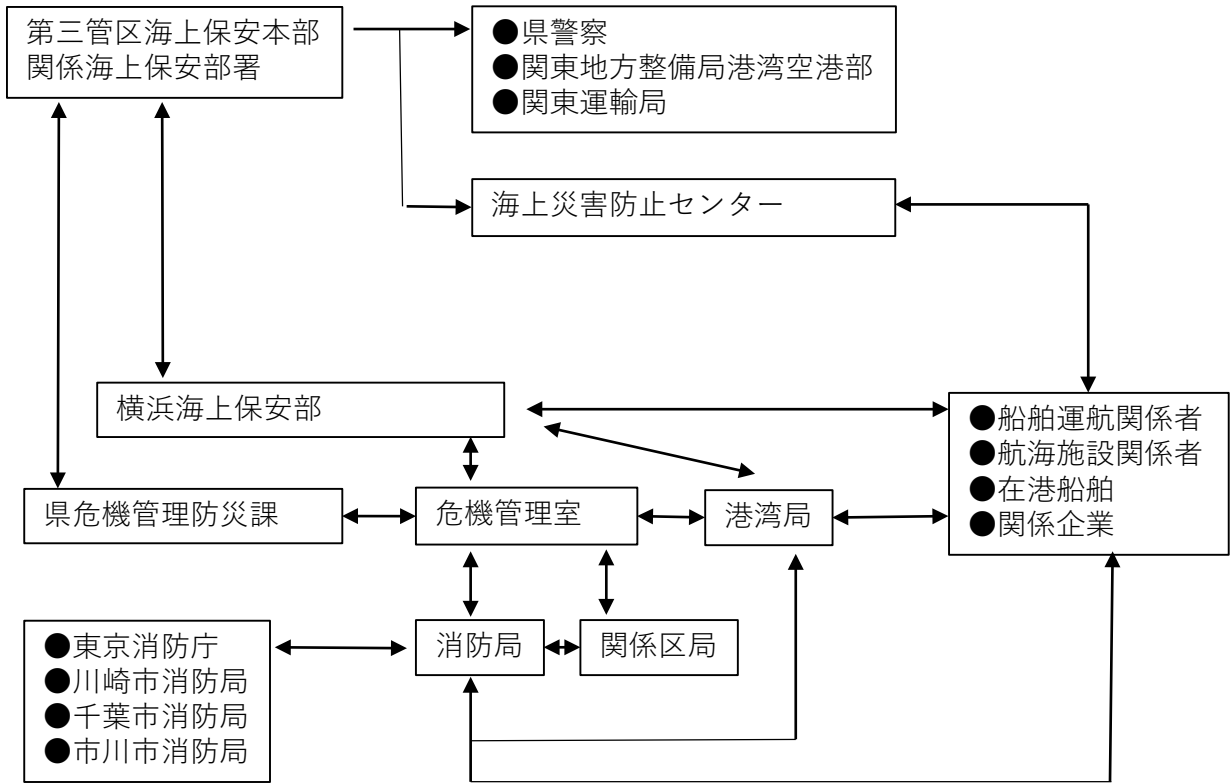 第三管区海上保安本部
関係海上保安部署
●県警察
●関東地方整備局港湾空港部
●関東運輸局
海上災害防止センター
横浜海上保安部
●船舶運航関係者
●航海施設関係者
●在港船舶
●関係企業
県危機管理防災課
危機管理室
港湾局
消防局
関係区局
●東京消防庁
●川崎市消防局
●千葉市消防局
●市川市消防局